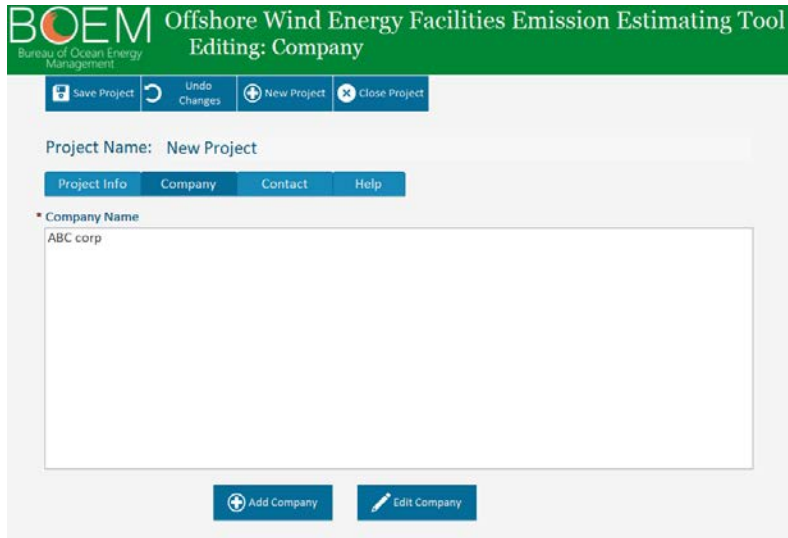 BOEM
Bureau of Ocean Energy
Management
Offshore Wind Energy Facilities Emission Estimating Tool
Editing: Company
Save Project
Undo
Changes
New Project
Close Project
Project Name: New Project
Project Info
Company
Contact
Help
* Company Name
ABC corp
Add Company
Edit Company